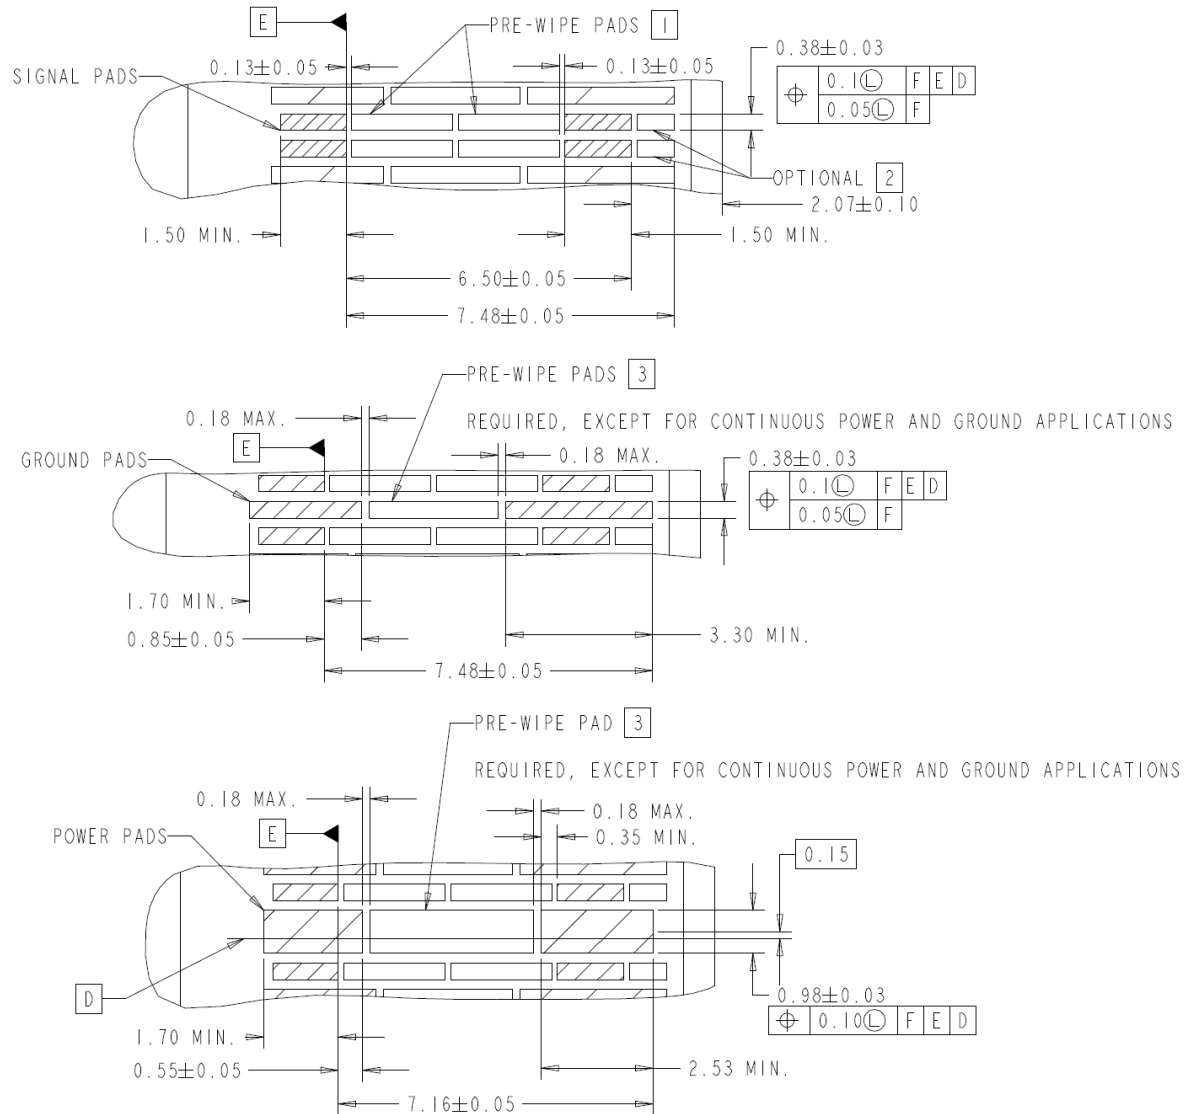 E
PRE-WIPE PADS 1
0.38±0.03
0.13±0.05
0.13±0.05
SIGNAL PADS
0.1Ⓛ F E D
0.05Ⓛ F
OPTIONAL 2
2.07±0.10
1.50 MIN.
1.50 MIN.
6.50±0.05
7.48±0.05
PRE-WIPE PADS 3
0.18 MAX.
REQUIRED, EXCEPT FOR CONTINUOUS POWER AND GROUND APPLICATIONS
E
0.18 MAX.
0.38±0.03
GROUND PADS
0.1Ⓛ F E D
0.05Ⓛ F
1.70 MIN.
0.85±0.05
3.30 MIN.
7.48±0.05
PRE-WIPE PAD 3
REQUIRED, EXCEPT FOR CONTINUOUS POWER AND GROUND APPLICATIONS
0.18 MAX.
0.18 MAX.
POWER PADS
E
0.35 MIN.
0.15
D
0.98±0.03
0.10Ⓛ F E D
1.70 MIN.
0.55±0.05
2.53 MIN.
7.16±0.05